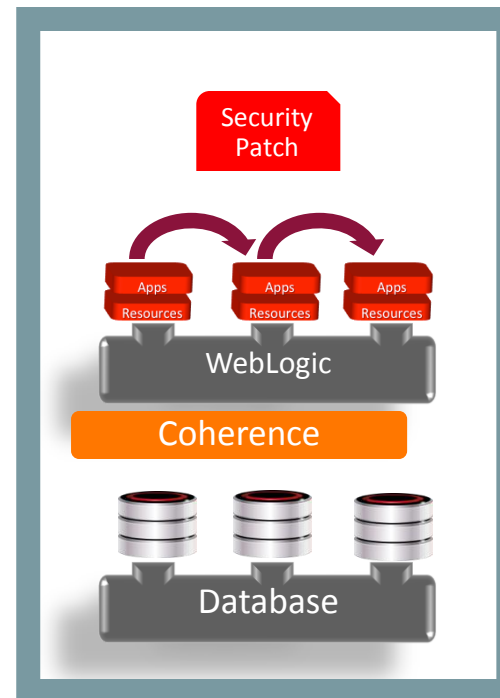 Security
Patch
Apps
Apps
Apps
Resources
Resources
Resources
WebLogic
Coherence
Database